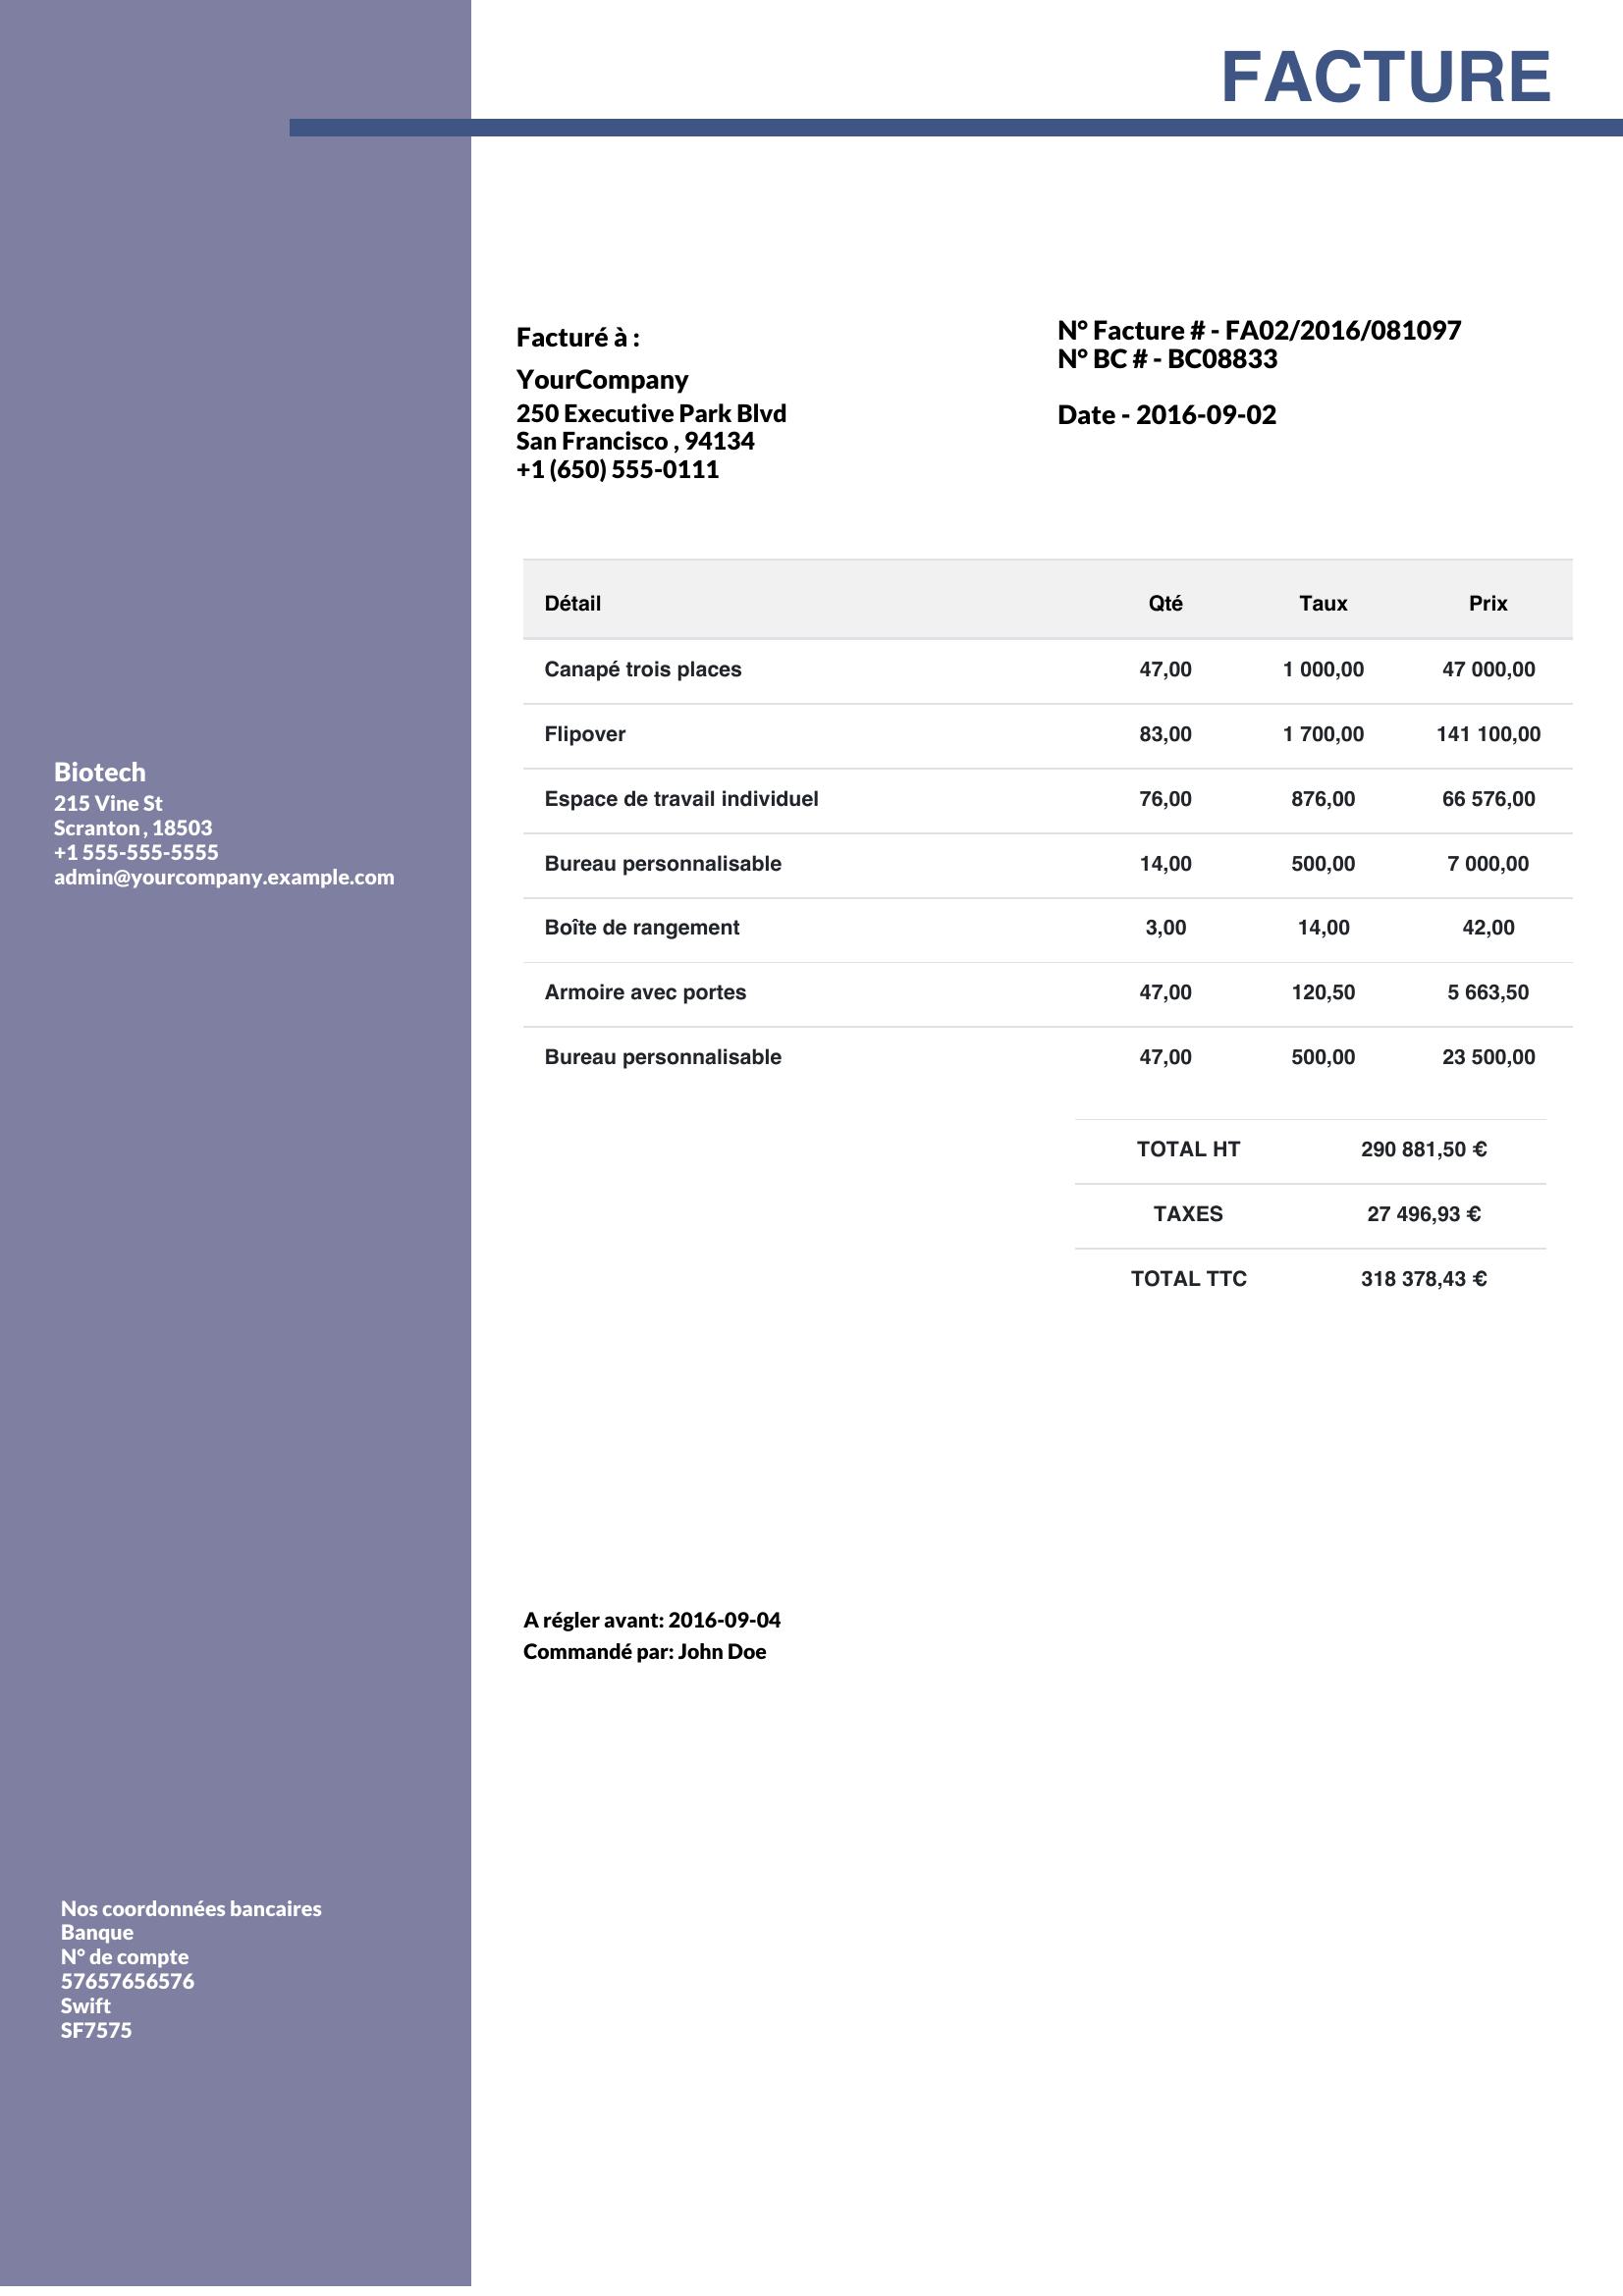 FACTURE
Facturé à :
YourCompany
250 Executive Park Blvd
San Francisco , 94134
+1 (650) 555-0111
N° Facture # - FA02/2016/081097
N° BC # - BC08833
Date - 2016-09-02
Détail Qté Taux Prix
Canapé trois places 47,00 1 000,00 47 000,00
Flipover 83,00 1 700,00 141 100,00
Espace de travail individuel 76,00 876,00 66 576,00
Bureau personnalisable 14,00 500,00 7 000,00
Boîte de rangement 3,00 14,00 42,00
Armoire avec portes 47,00 120,50 5 663,50
Bureau personnalisable 47,00 500,00 23 500,00
TOTAL HT 290 881,50 €
TAXES 27 496,93 €
TOTAL TTC 318 378,43 €
Biotech
215 Vine St
Scranton , 18503
+1 555-555-5555
admin@yourcompany.example.com
A régler avant: 2016-09-04
Commandé par: John Doe
Nos coordonnées bancaires
Banque
N° de compte
57657656576
Swift
SF7575